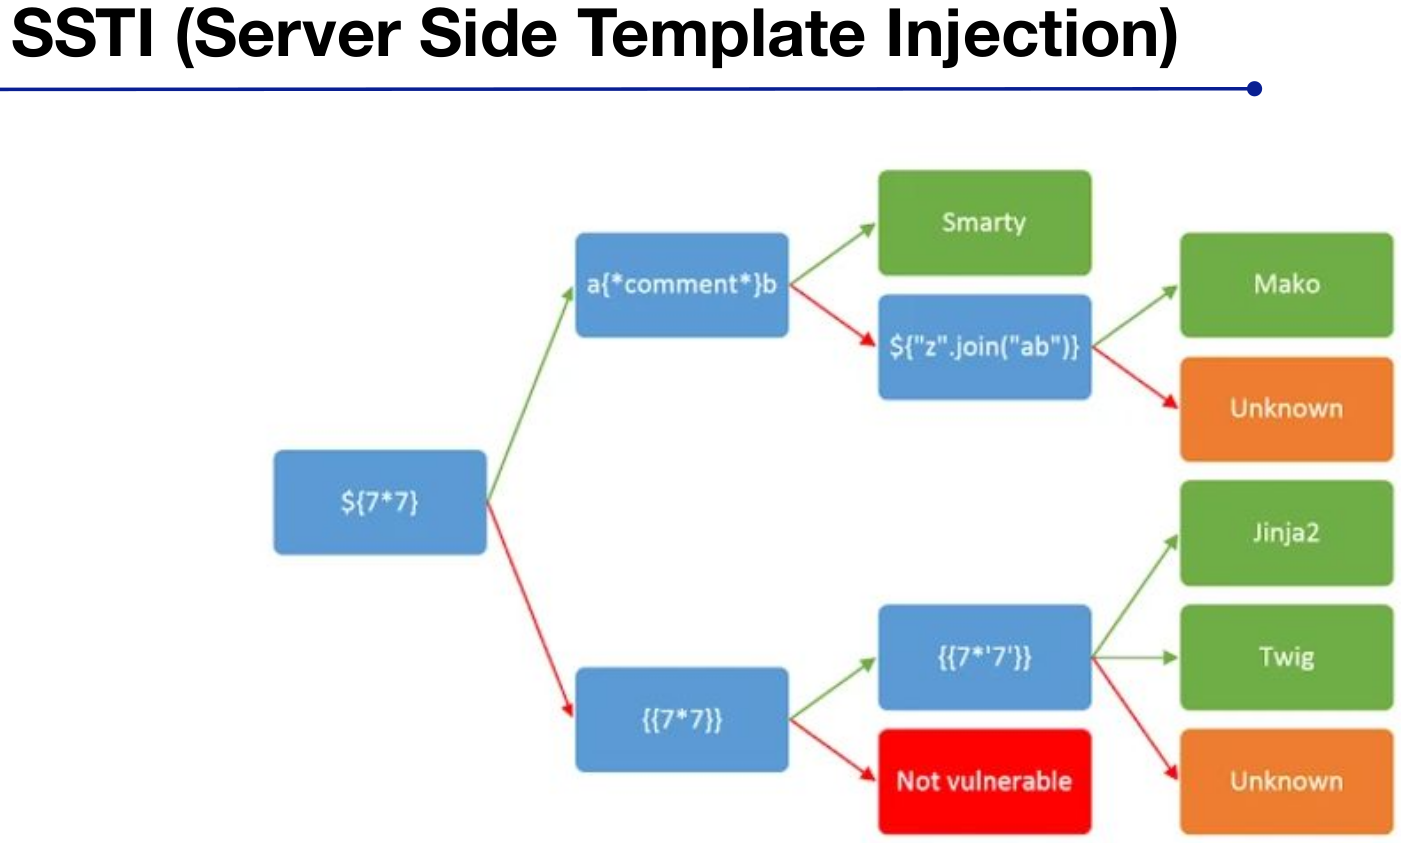 SSTI (Server Side Template Injection)
Smarty
a{*comment*}b
Mako
${"z".join("ab")}
Unknown
${7*7}
Jinja2
{{7*'7'}}
Twig
{{7*7}}
Not vulnerable
Unknown